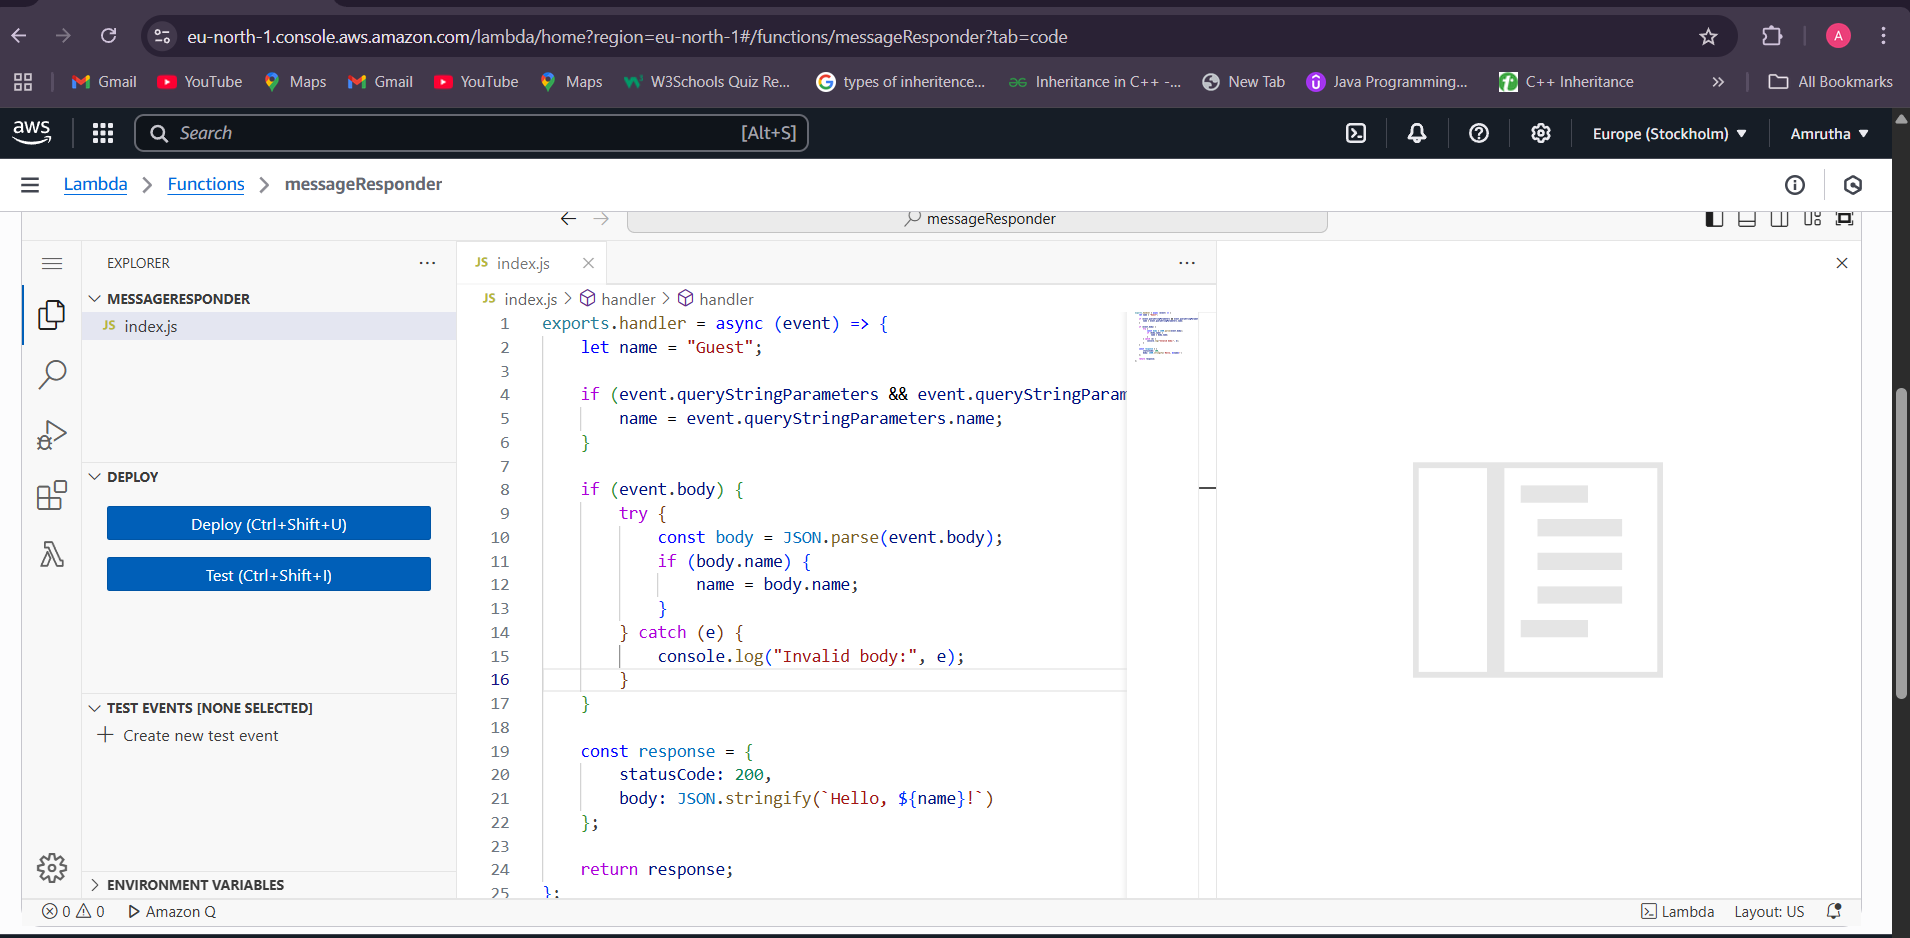 eu-north-1.console.aws.amazon.com/lambda/home?region=eu-north-1#/functions/messageResponder?tab=code
A
Gmail YouTube Maps Gmail YouTube Maps W3Schools Quiz Re... types of inheritence... Inheritance in C++ -... New Tab Java Programming... C++ Inheritance » All Bookmarks
aws Search [Alt+S] Europe (Stockholm) Amrutha
Lambda Functions messageResponder
messageResponder
EXPLORER
MESSAGERESPONDER
JS index.js
DEPLOY
Deploy (Ctrl+Shift+U)
Test (Ctrl+Shift+I)
TEST EVENTS [NONE SELECTED]
Create new test event
ENVIRONMENT VARIABLES
JS index.js
JS index.js > handler > handler
1 exports.handler = async (event) => {
2 let name = "Guest";
3
4 if (event.queryStringParameters && event.queryStringParam
5 name = event.queryStringParameters.name;
6 }
7
8 if (event.body) {
9 try {
10 const body = JSON.parse(event.body);
11 if (body.name) {
12 name = body.name;
13 }
14 } catch (e) {
15 console.log("Invalid body:", e);
16 }
17 }
18
19 const response = {
20 statusCode: 200,
21 body: JSON.stringify(`Hello, ${name}!`)
22 };
23
24 return response;
25 };
0 0 Amazon Q Lambda Layout: US